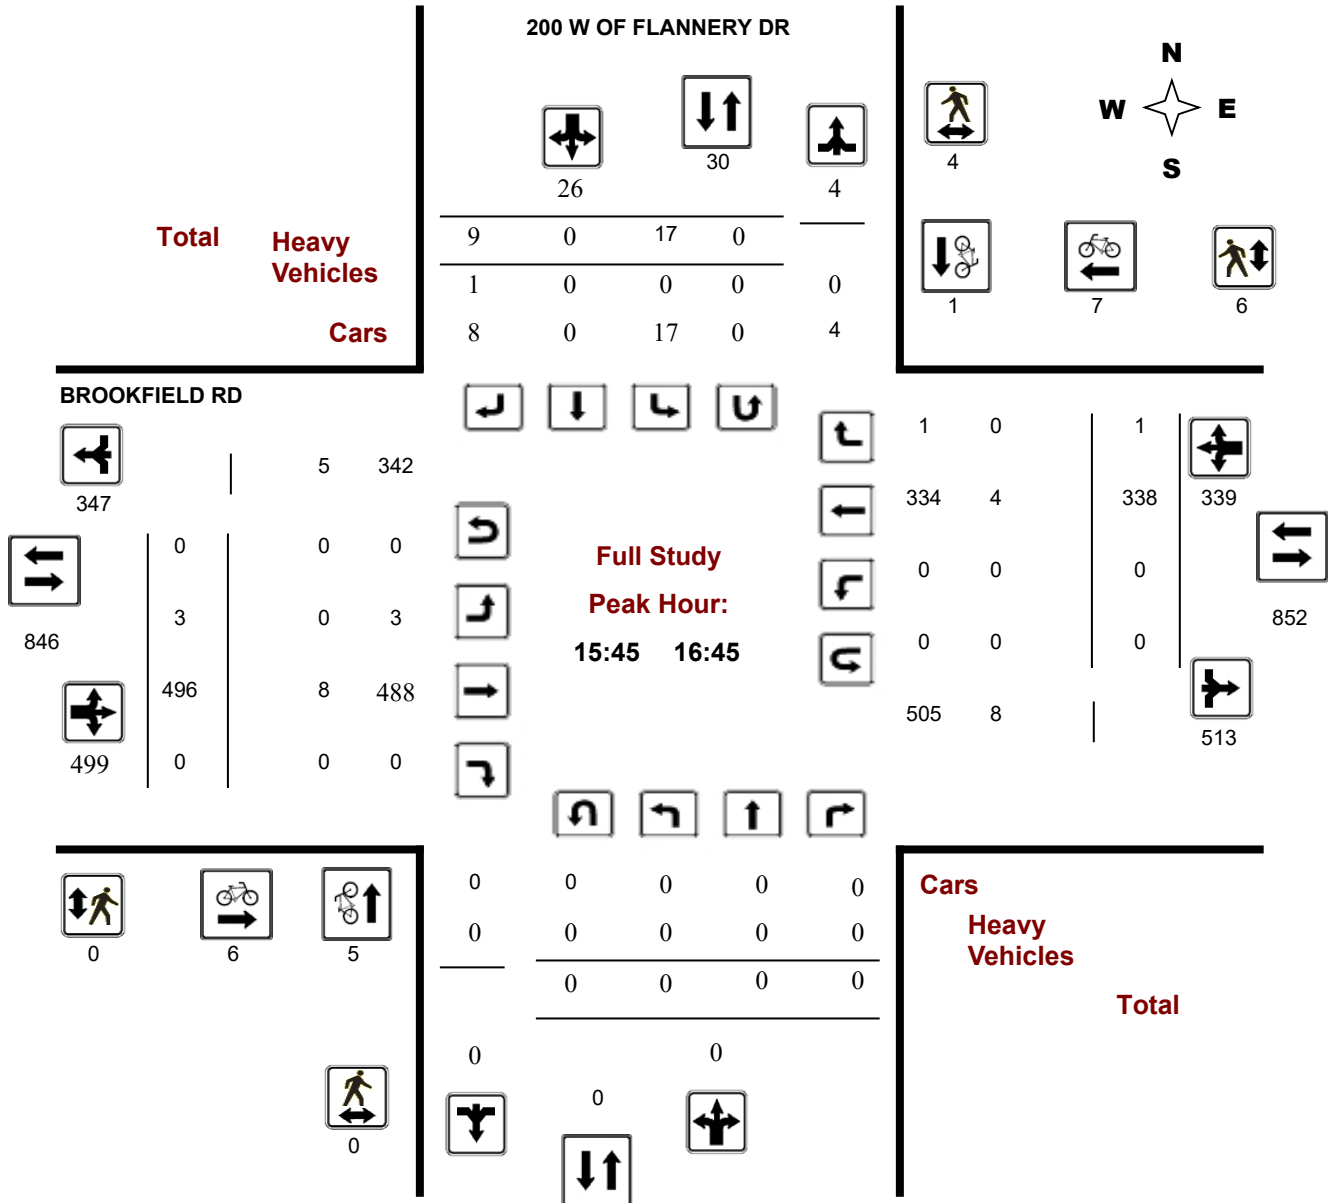 200 W OF FLANNERY DR
N
W E
S
30
4
26 4
Total Heavy Vehicles
9 0 17 0
1 0 0 0 0
1 7 6
Cars 8 0 17 0 4
BROOKFIELD RD
1 0 1
5 342
347
334 4 338 339
0 0 0
Full Study
0 0 0
3 0 3
Peak Hour:
852
846
15:45 16:45
0 0 0
496 8 488
505 8
513
499 0 0 0
0 0 0 0 0
Cars
0 0 0 0 0
Heavy Vehicles
0 6 5
0 0 0 0
Total
0 0
0
0